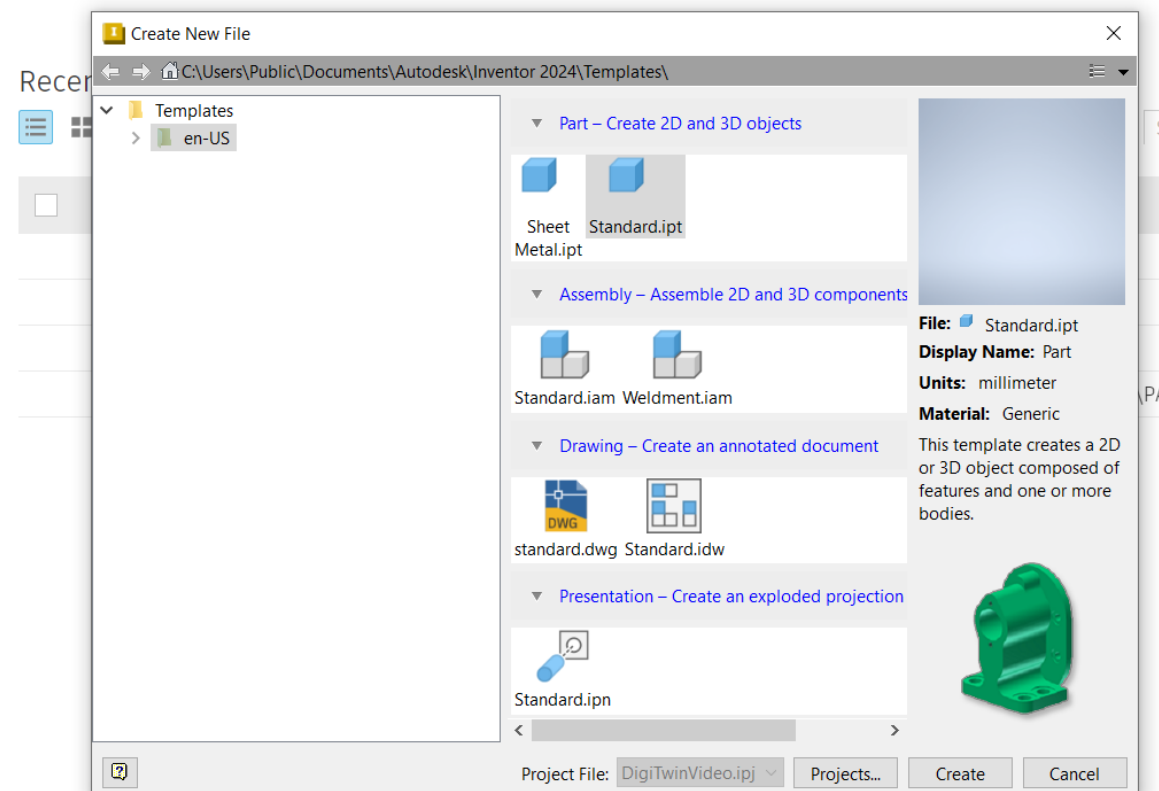 Create New File
Recer
C:\Users\Public\Documents\Autodesk\Inventor 2024\Templates\
Templates
en-US
Part – Create 2D and 3D objects
Sheet
Metal.ipt
Standard.ipt
Assembly – Assemble 2D and 3D components
Standard.iam
Weldment.iam
Drawing – Create an annotated document
DWG
standard.dwg
Standard.idw
Presentation – Create an exploded projection
Standard.ipn
File: Standard.ipt
Display Name: Part
Units: millimeter
Material: Generic
This template creates a 2D
or 3D object composed of
features and one or more
bodies.
\PA
Project File: DigiTwinVideo.ipj
Projects...
Create
Cancel